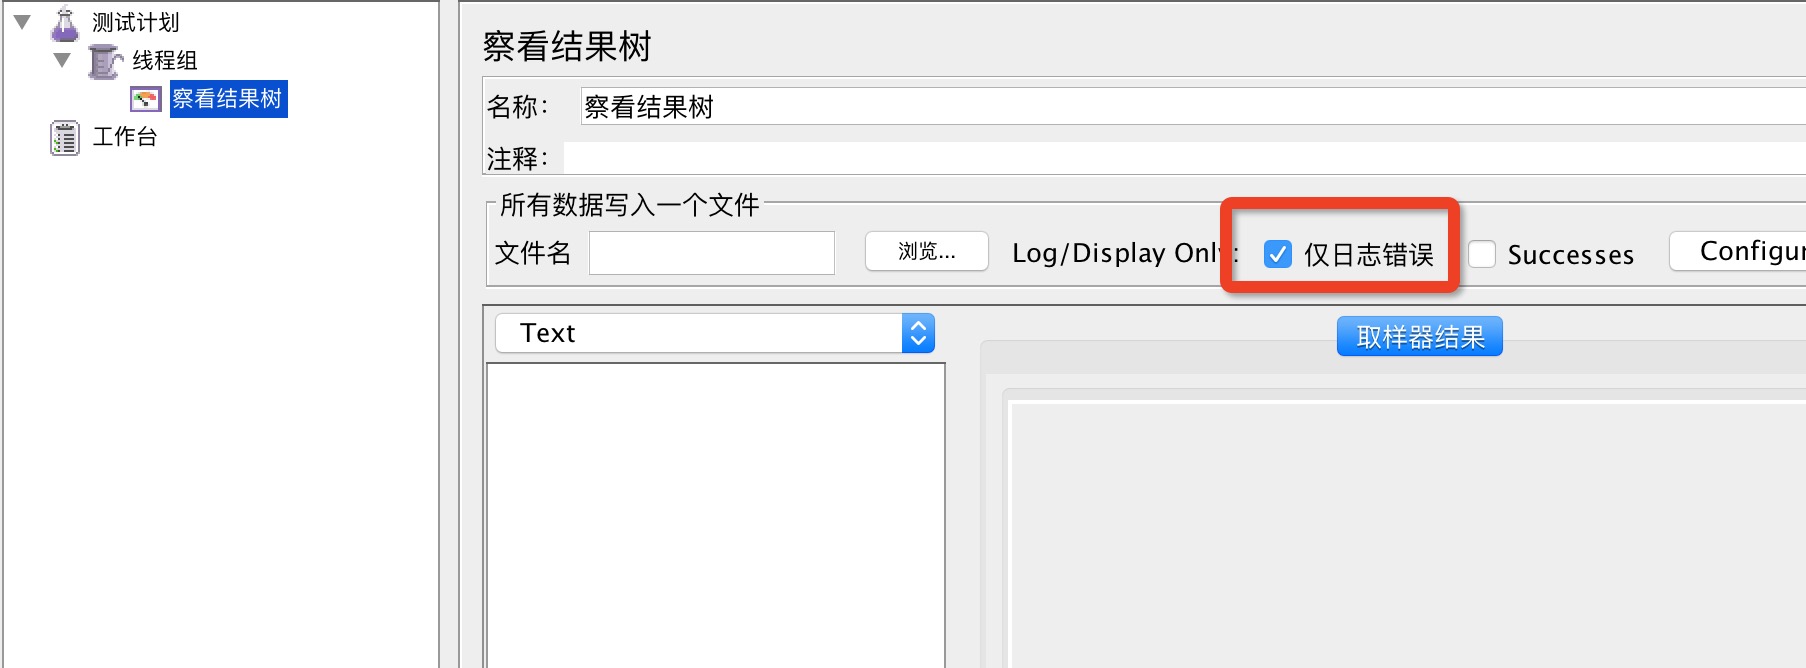 测试计划
线程组
察看结果树
工作台
察看结果树
名称： 察看结果树
注释：
所有数据写入一个文件
文件名 浏览... Log/Display Only: 仅日志错误 Successes Configur
Text
取样器结果